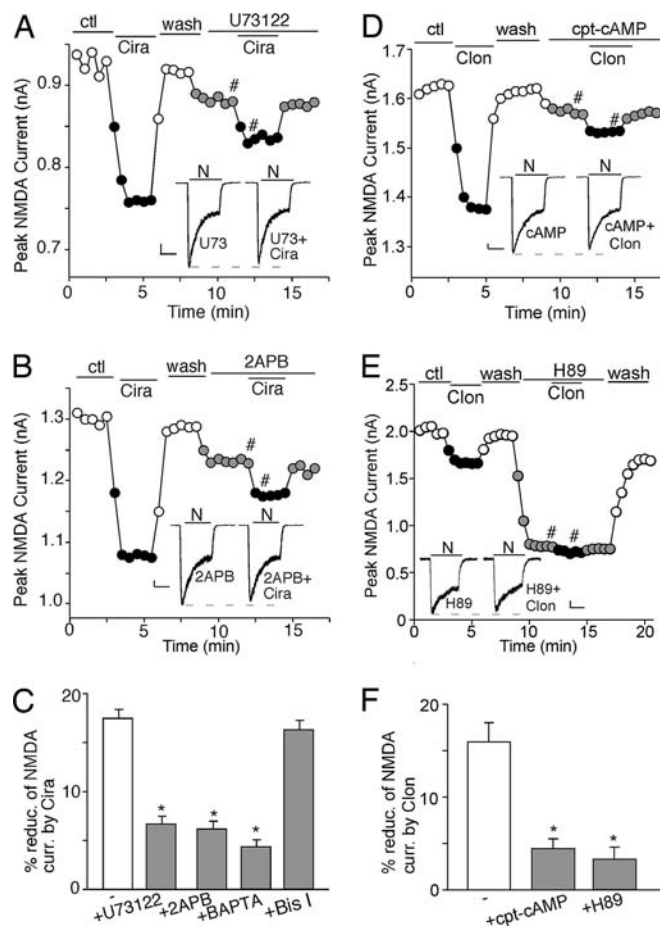 A
U73122
ctl
wash
Cira
Cira
Peak NMDA Current (nA)
0.9
0.8
0.7
#
#
N
N
U73
U73+
Cira
0
5
10
15
Time (min)
D
cpt-cAMP
ctl
wash
Clon
Clon
Peak NMDA Current (nA)
1.7
1.6
1.5
1.4
1.3
#
#
N
N
cAMP
cAMP+
Clon
0
5
10
15
Time (min)
B
2APB
ctl
wash
Cira
Cira
Peak NMDA Current (nA)
1.3
1.2
1.1
1.0
#
#
N
N
2APB
2APB+
Cira
0
5
10
15
Time (min)
E
H89
ctl
wash
wash
Clon
Clon
Peak NMDA Current (nA)
2.5
2.0
1.5
1.0
0.5
0
#
#
N
N
H89
H89+
Clon
0
5
10
15
20
Time (min)
C
% reduc. of NMDA
curr. by Cira
20
10
0
*
*
*
-
+U73122
+2APB
+BAPTA
+Bis I
F
% reduc. of NMDA
curr. by Clon
20
10
0
*
*
-
+cpt-cAMP
+H89